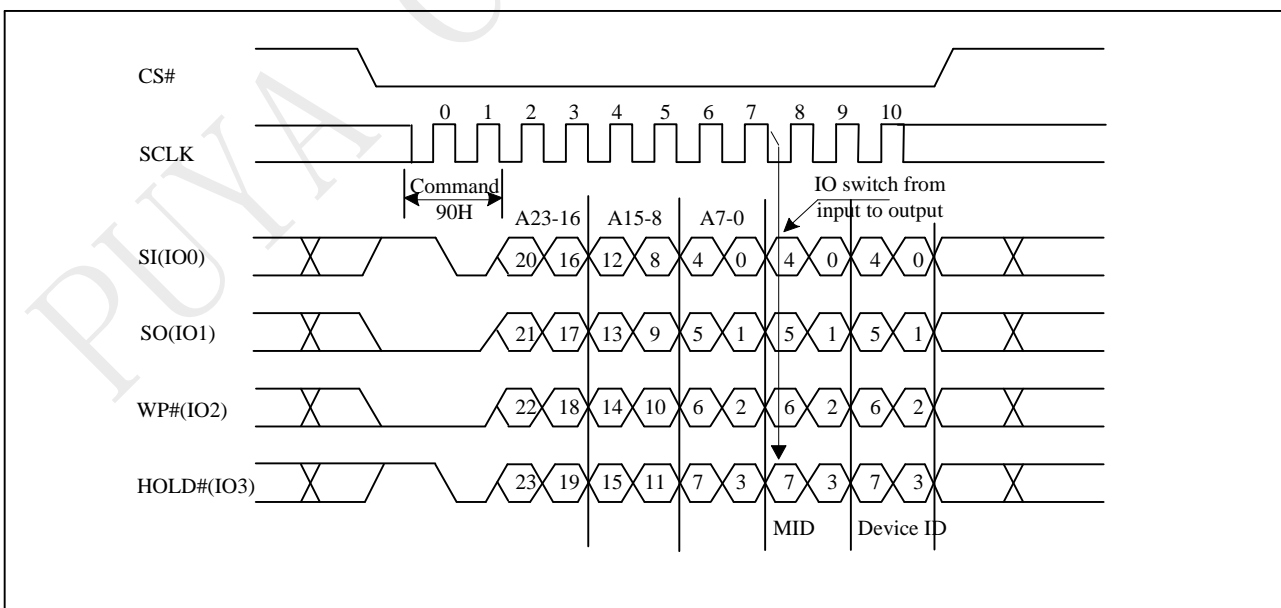 PUYA
CS#
0 1 2 3 4 5 6 7 8 9 10
SCLK
Command
90H
IO switch from
input to output
A23-16 A15-8 A7-0
SI(IO0) 20 16 12 8 4 0 4 0 4 0
SO(IO1) 21 17 13 9 5 1 5 1 5 1
WP#(IO2) 22 18 14 10 6 2 6 2 6 2
HOLD#(IO3) 23 19 15 11 7 3 7 3 7 3
MID Device ID